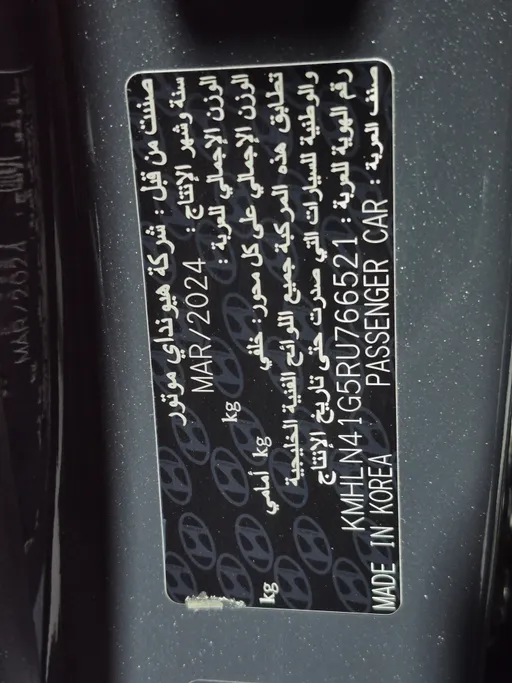 صنعت من قبل : شركة هيونداي موتور
سنة وشهر الإنتاج : MAR/2024
الوزن الإجمالي للعربة : kg
الوزن الإجمالي على كل محور: خلفي kg أمامي kg
تطابق هذه المركبة جميع اللوائح الفنية الخليجية
والوطنية للسيارات التي صدرت حتى تاريخ الإنتاج
رقم الهوية للعربة : KMHLN41G5RU766521
صنف العربة : PASSENGER CAR MADE IN KOREA